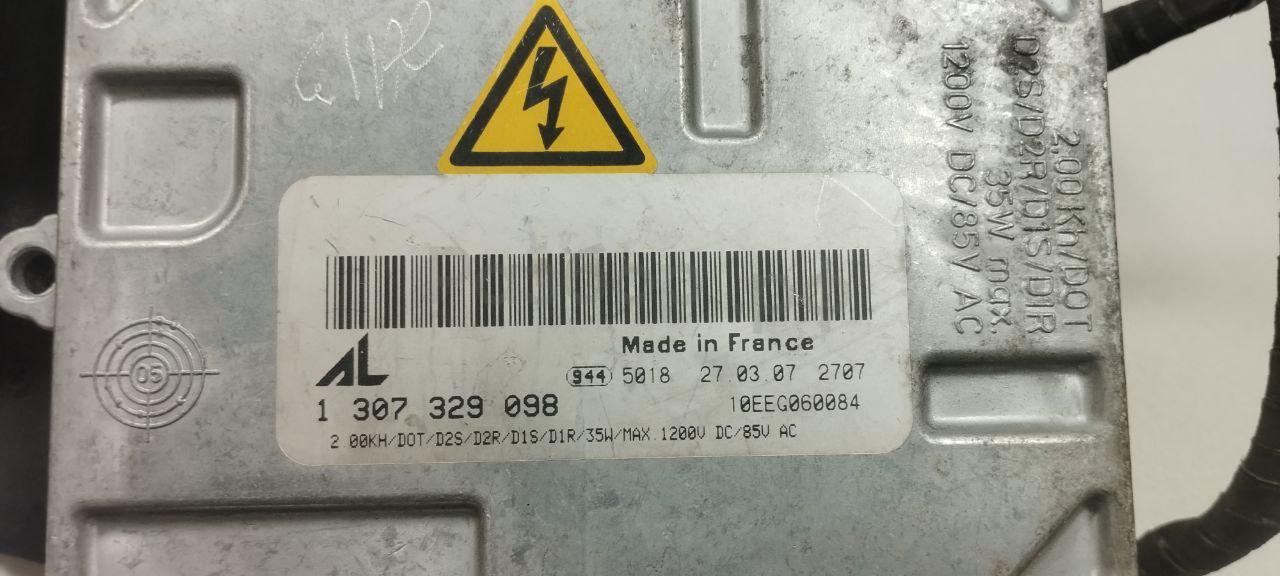 Made in France
AL
944 5018 27.03.07 2707
1 307 329 098
10EEG060084
2.00KH/DOT/D2S/D2R/D1S/D1R/35W/MAX.1200V DC/85V AC
05
2,00 Kh/DOT
D2S/D2R/D1S/D1R
35W max.
1200V DC/85V AC